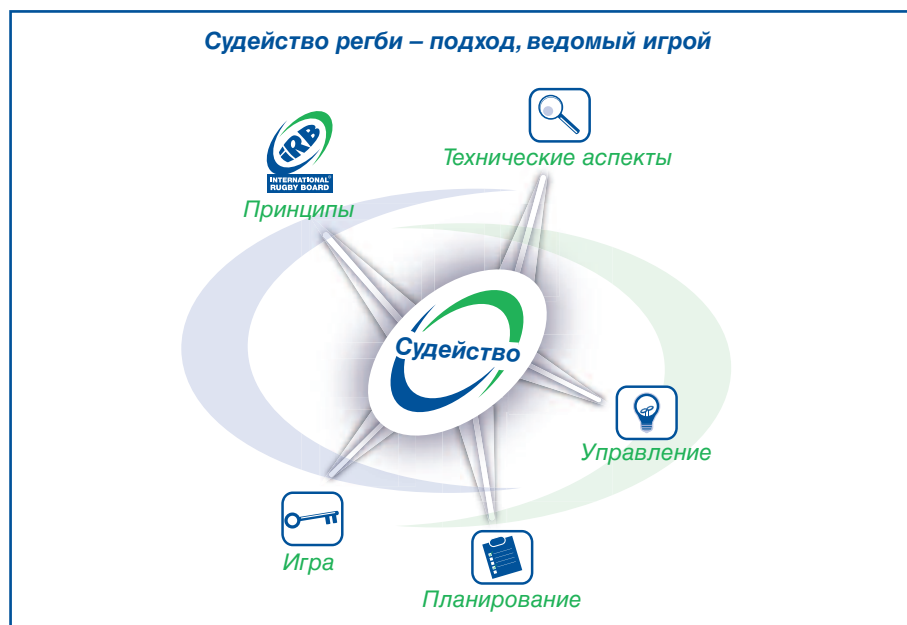 Судейство регби – подход, ведомый игрой
iRB
INTERNATIONAL
RUGBY BOARD
Принципы
Технические аспекты
Судейство
Управление
Игра
Планирование